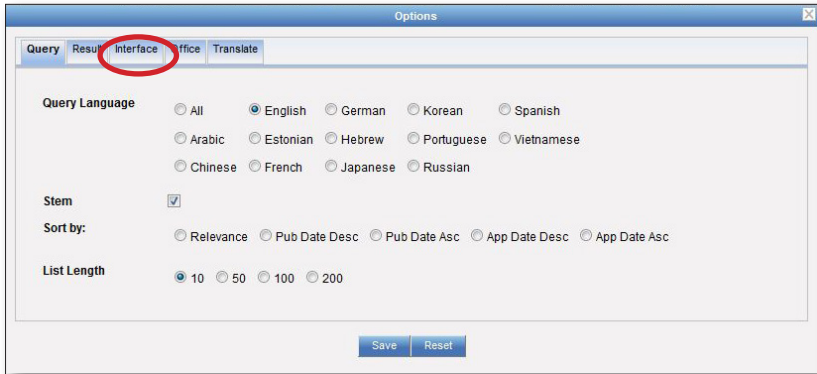 Options
Query Result Interface Office Translate
Query Language All English German Korean Spanish
Arabic Estonian Hebrew Portuguese Vietnamese
Chinese French Japanese Russian
Stem
Sort by: Relevance Pub Date Desc Pub Date Asc App Date Desc App Date Asc
List Length 10 50 100 200
Save Reset